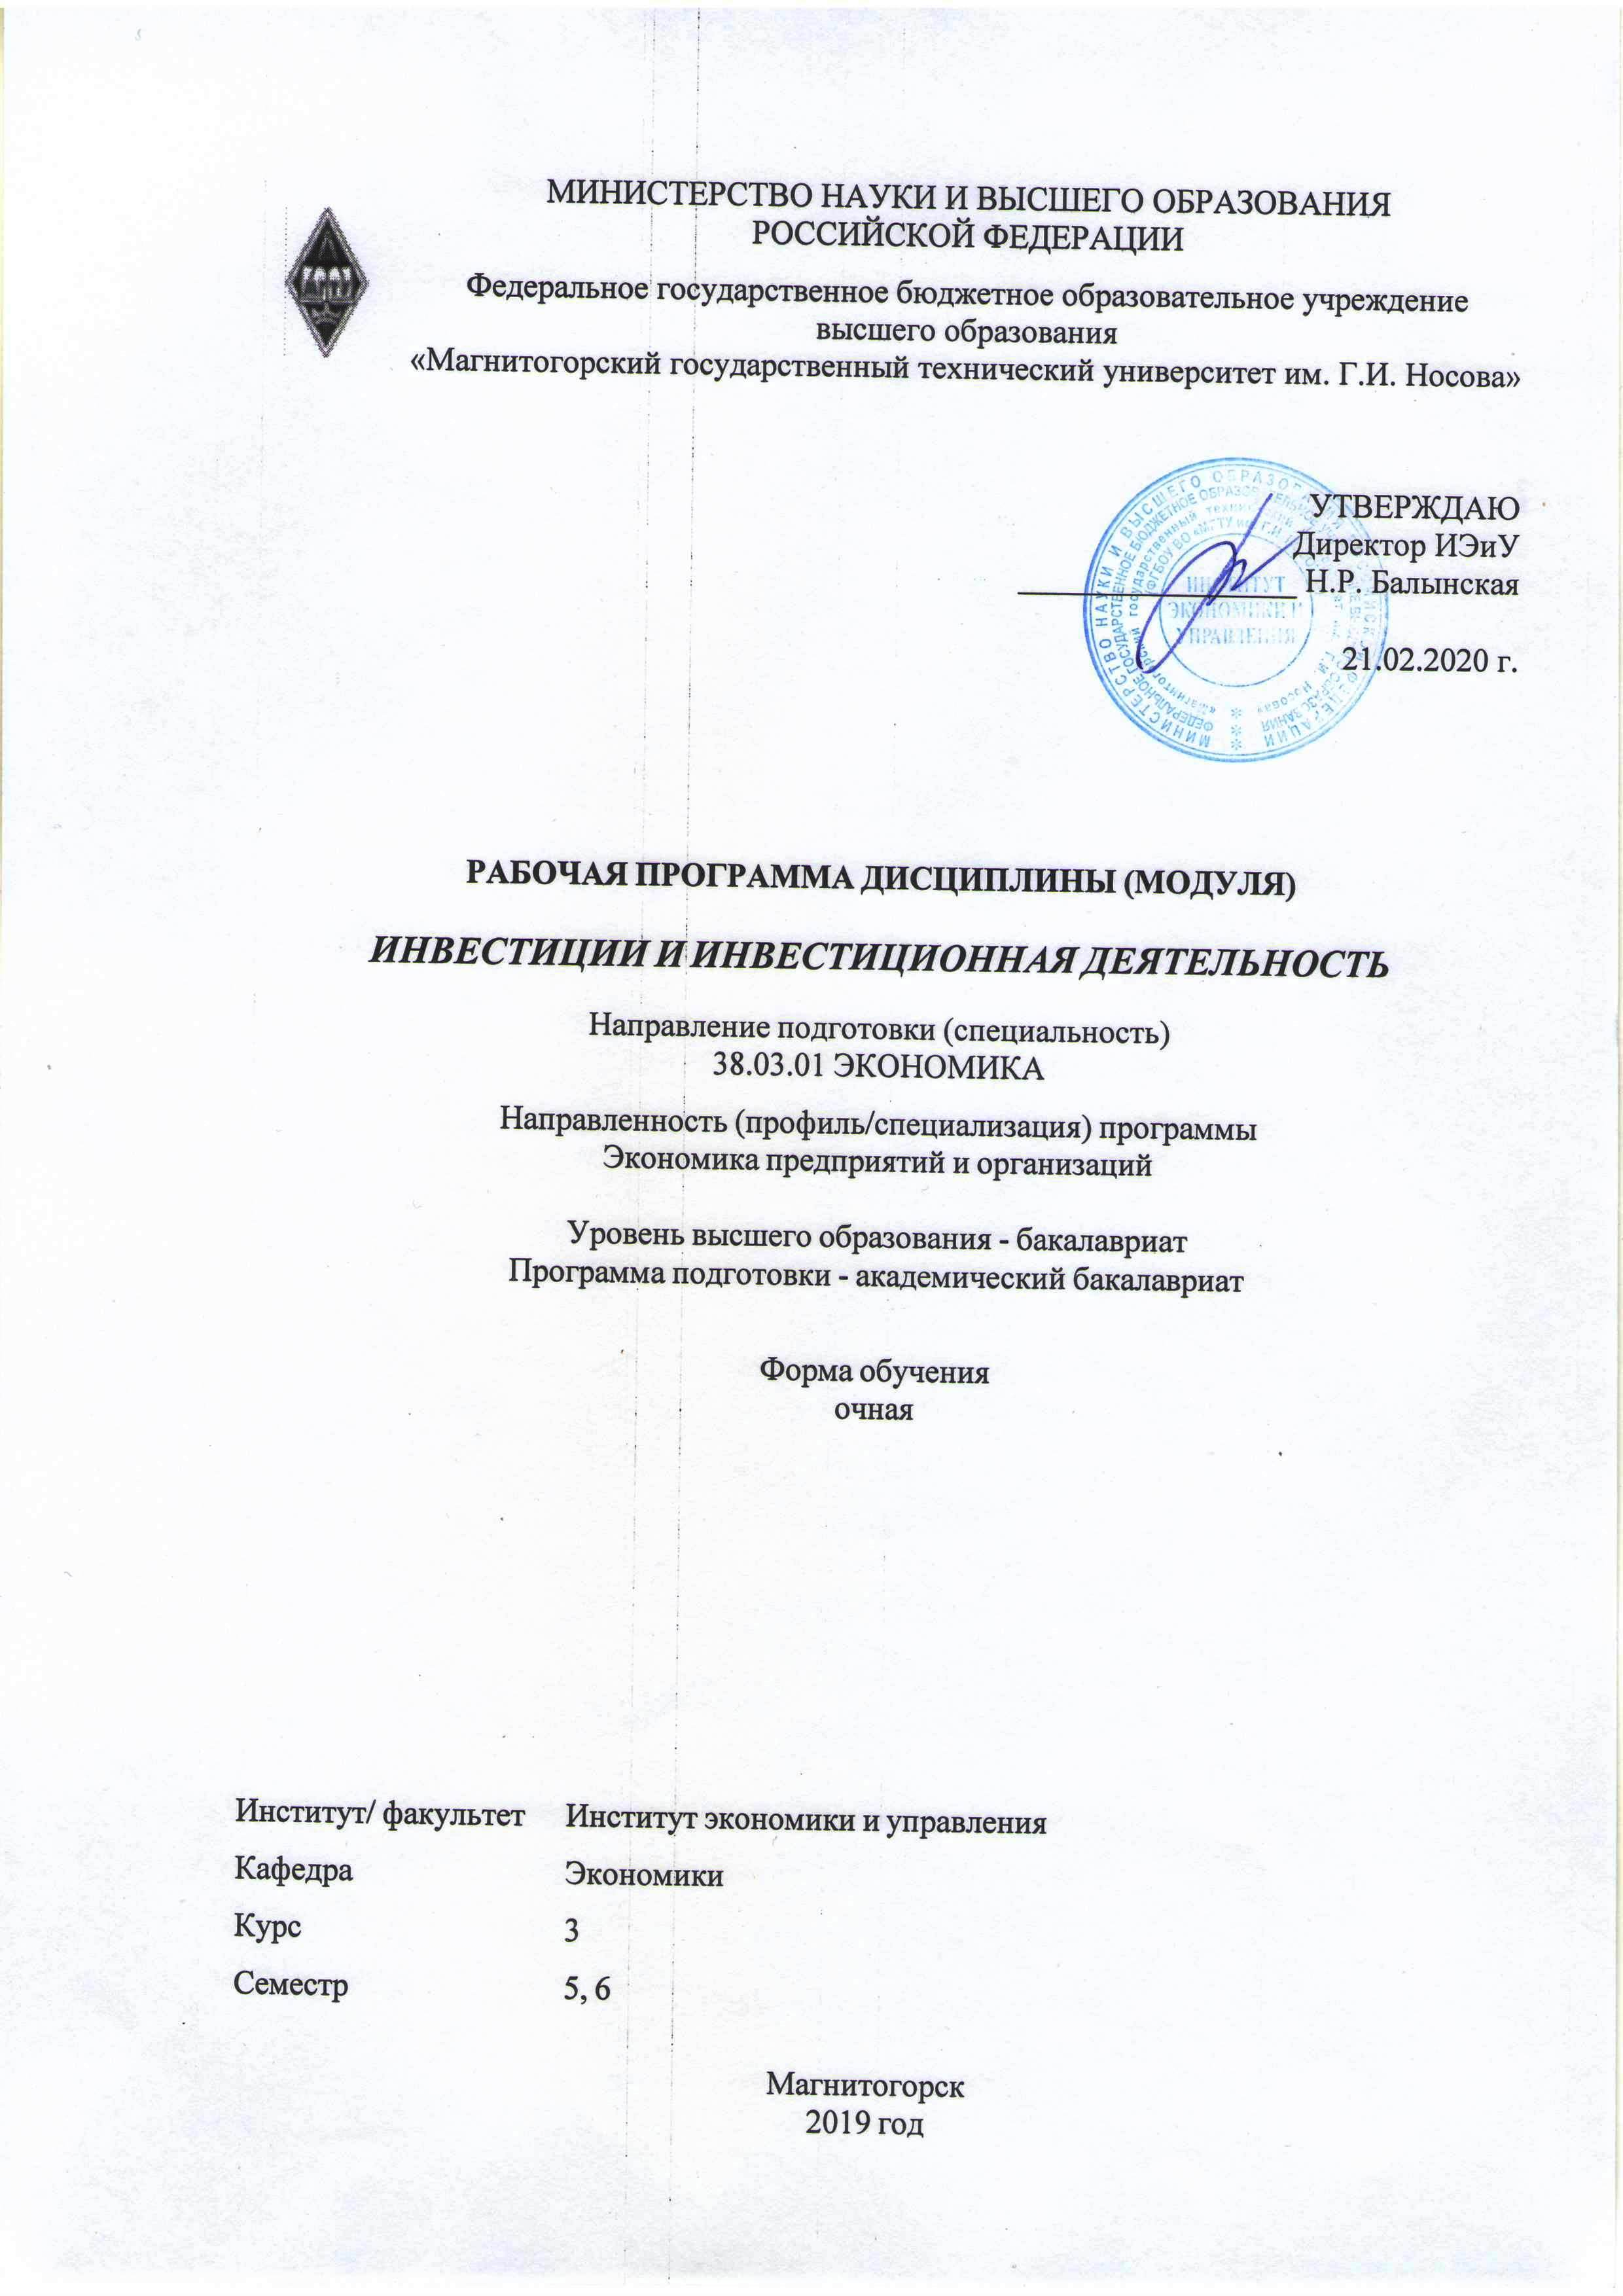 МИНИСТЕРСТВО НАУКИ И ВЫСШЕГО ОБРАЗОВАНИЯ
РОССИЙСКОЙ ФЕДЕРАЦИИ
Федеральное государственное бюджетное образовательное учреждение
высшего образования
«Магнитогорский государственный технический университет им. Г.И. Носова»
УТВЕРЖДАЮ
Директор ИЭиУ
Н.Р. Балынская
21.02.2020 г.
ИНСТИТУТ
ЭКОНОМИКИ И
УПРАВЛЕНИЯ
РАБОЧАЯ ПРОГРАММА ДИСЦИПЛИНЫ (МОДУЛЯ)
ИНВЕСТИЦИИ И ИНВЕСТИЦИОННАЯ ДЕЯТЕЛЬНОСТЬ
Направление подготовки (специальность)
38.03.01 ЭКОНОМИКА
Направленность (профиль/специализация) программы
Экономика предприятий и организаций
Уровень высшего образования - бакалавриат
Программа подготовки - академический бакалавриат
Форма обучения
очная
Институт/ факультет Институт экономики и управления
Кафедра Экономики
Курс 3
Семестр 5, 6
Магнитогорск
2019 год